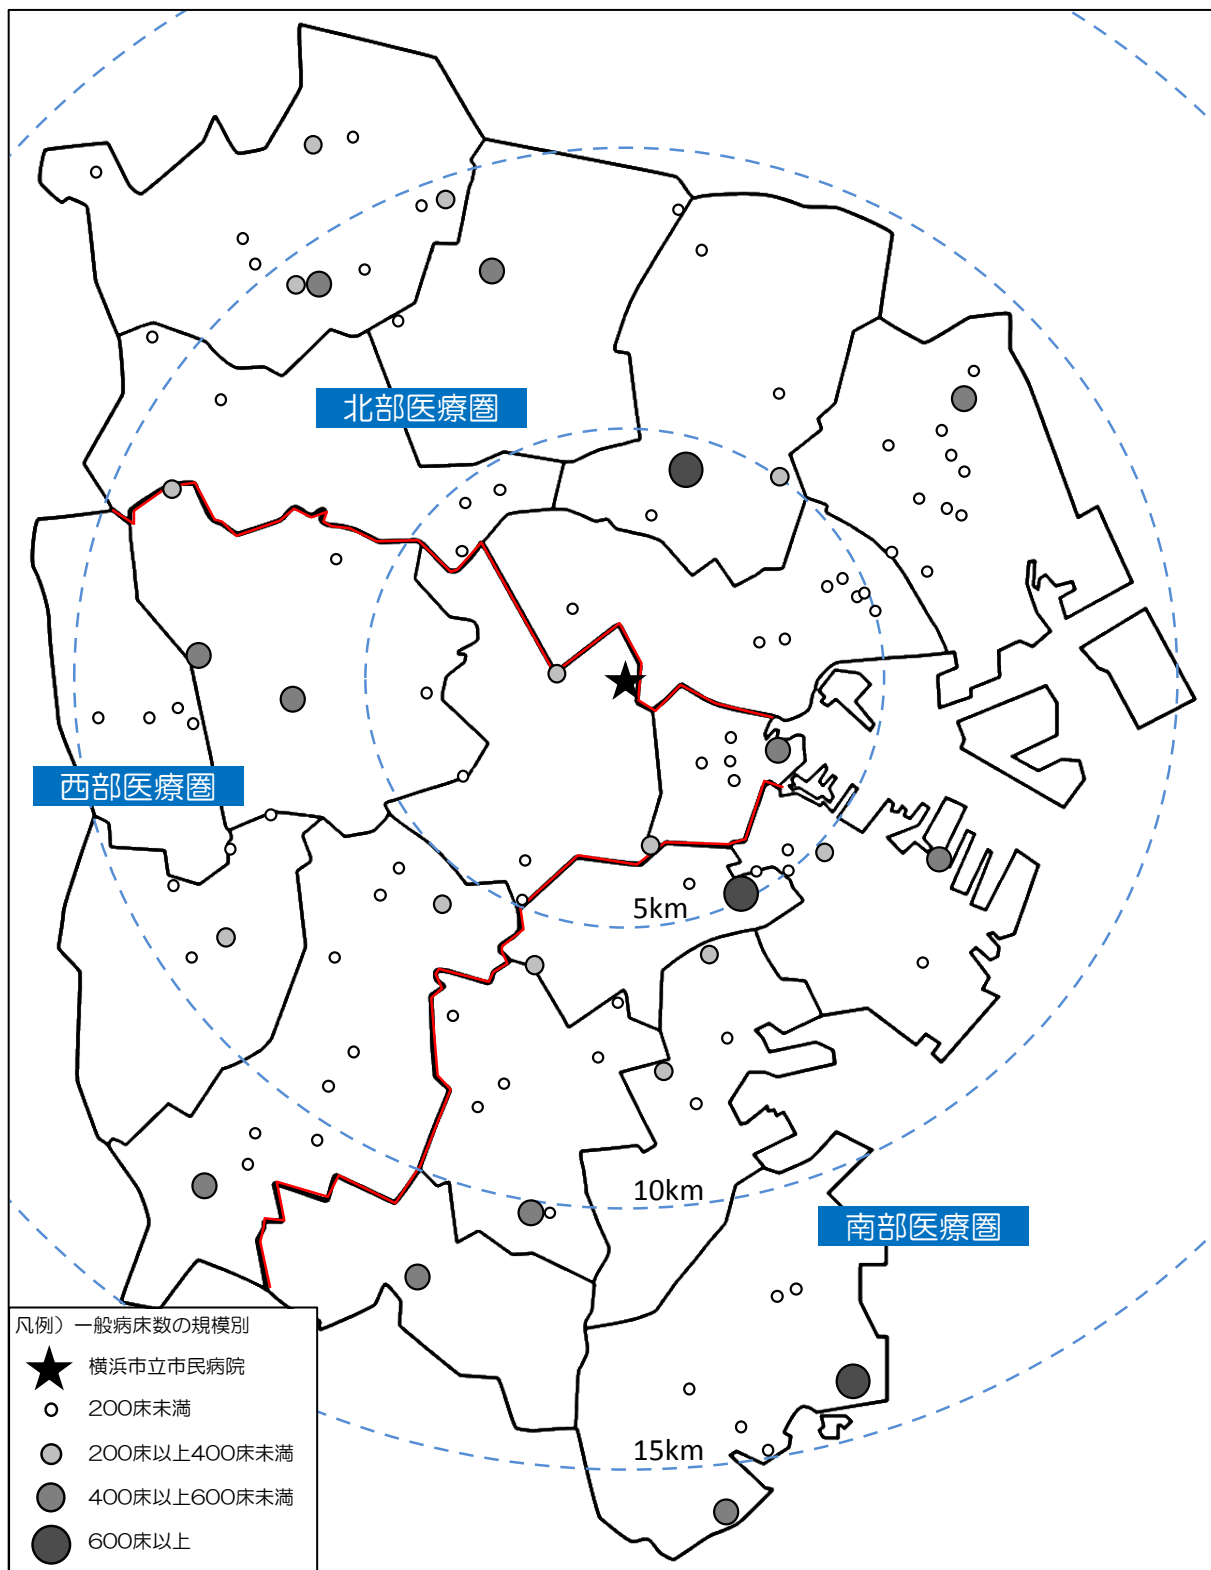 北部医療圏
西部医療圏
5km
10km
南部医療圏
15km
凡例）一般病床数の規模別
横浜市立市民病院
200床未満
200床以上400床未満
400床以上600床未満
600床以上